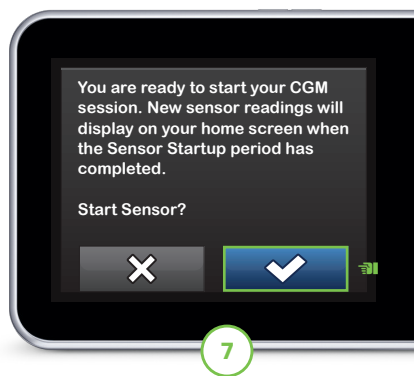 You are ready to start your CGM
session. New sensor readings will
display on your home screen when
the Sensor Startup period has
completed.
Start Sensor?
7